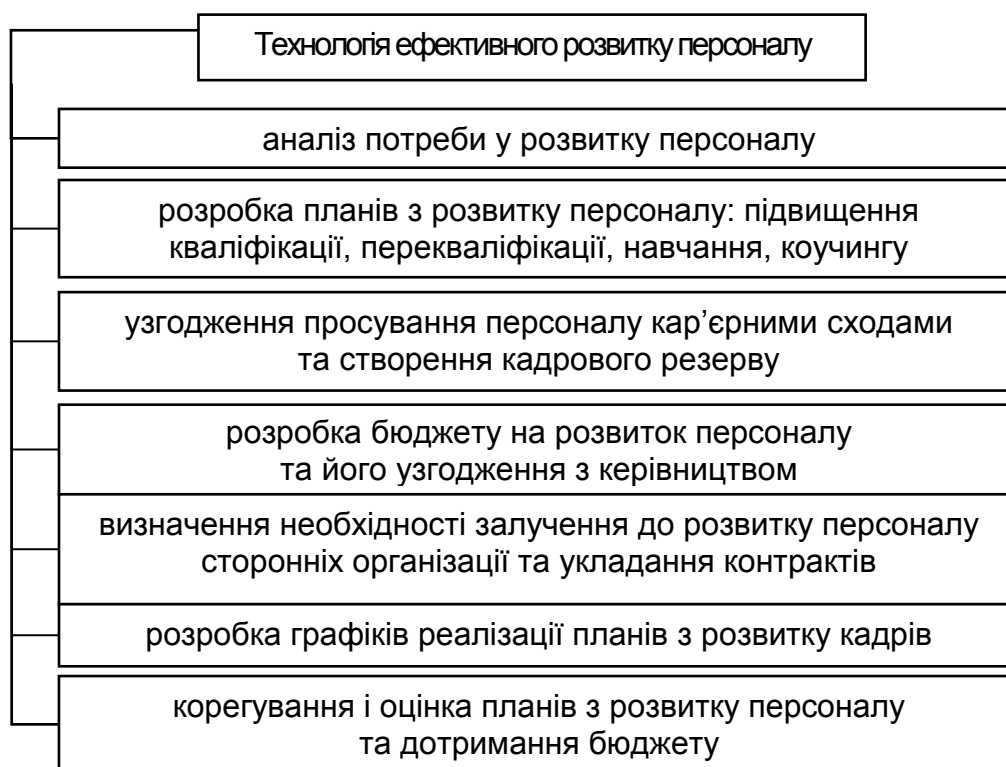 Технологія ефективного розвитку персоналу
аналіз потреби у розвитку персоналу
розробка планів з розвитку персоналу: підвищення
кваліфікації, перекваліфікації, навчання, коучингу
узгодження просування персоналу кар’єрними сходами
та створення кадрового резерву
розробка бюджету на розвиток персоналу
та його узгодження з керівництвом
визначення необхідності залучення до розвитку персоналу
сторонніх організації та укладання контрактів
розробка графіків реалізації планів з розвитку кадрів
корегування і оцінка планів з розвитку персоналу
та дотримання бюджету